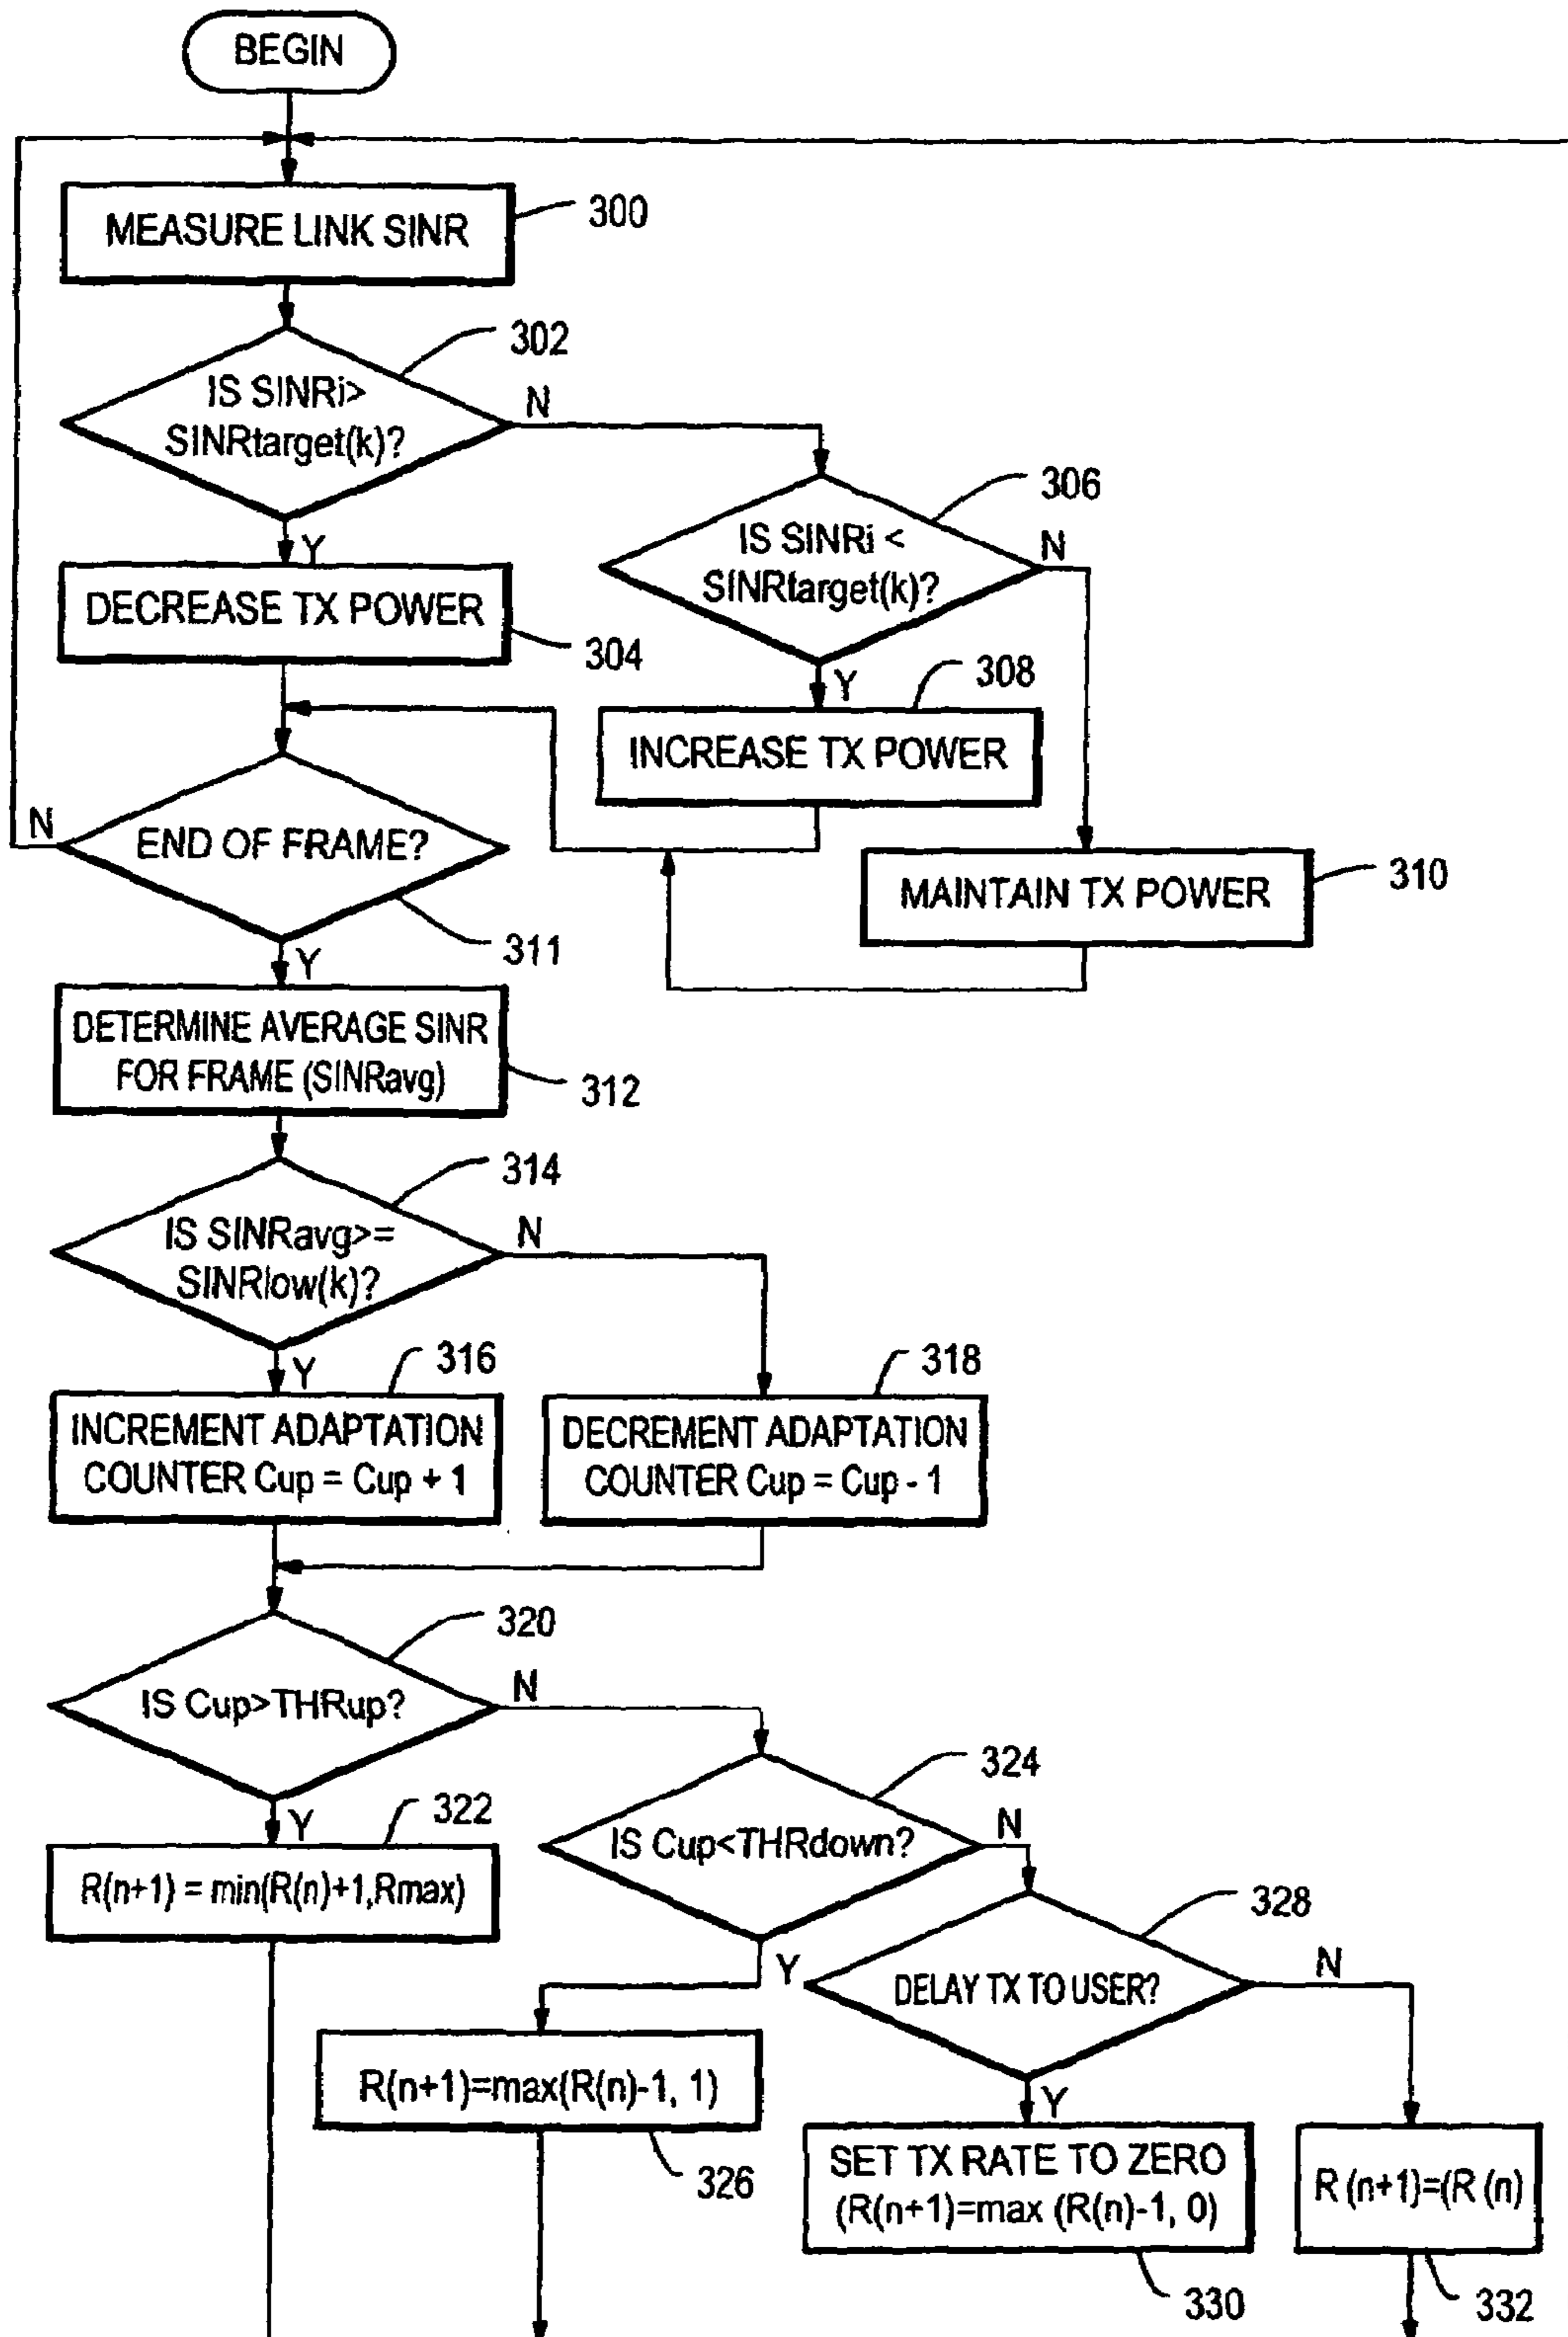 BEGIN
MEASURE LINK SINR
300
302
IS SINRi>
SINRtarget(k)?
N
Y
306
IS SINRi <
SINRtarget(k)?
N
Y
DECREASE TX POWER
304
308
INCREASE TX POWER
N
END OF FRAME?
311
Y
MAINTAIN TX POWER
310
DETERMINE AVERAGE SINR
FOR FRAME (SINRavg)
312
314
IS SINRavg>=
SINRlow(k)?
N
Y
316
INCREMENT ADAPTATION
COUNTER Cup = Cup + 1
318
DECREMENT ADAPTATION
COUNTER Cup = Cup - 1
320
IS Cup>THRup?
N
Y
322
R(n+1) = min(R(n)+1,Rmax)
324
IS Cup<THRdown?
N
Y
328
DELAY TX TO USER?
N
Y
R(n+1)=max(R(n)-1, 1)
326
SET TX RATE TO ZERO
(R(n+1)=max (R(n)-1, 0)
330
R (n+1)=(R (n)
332